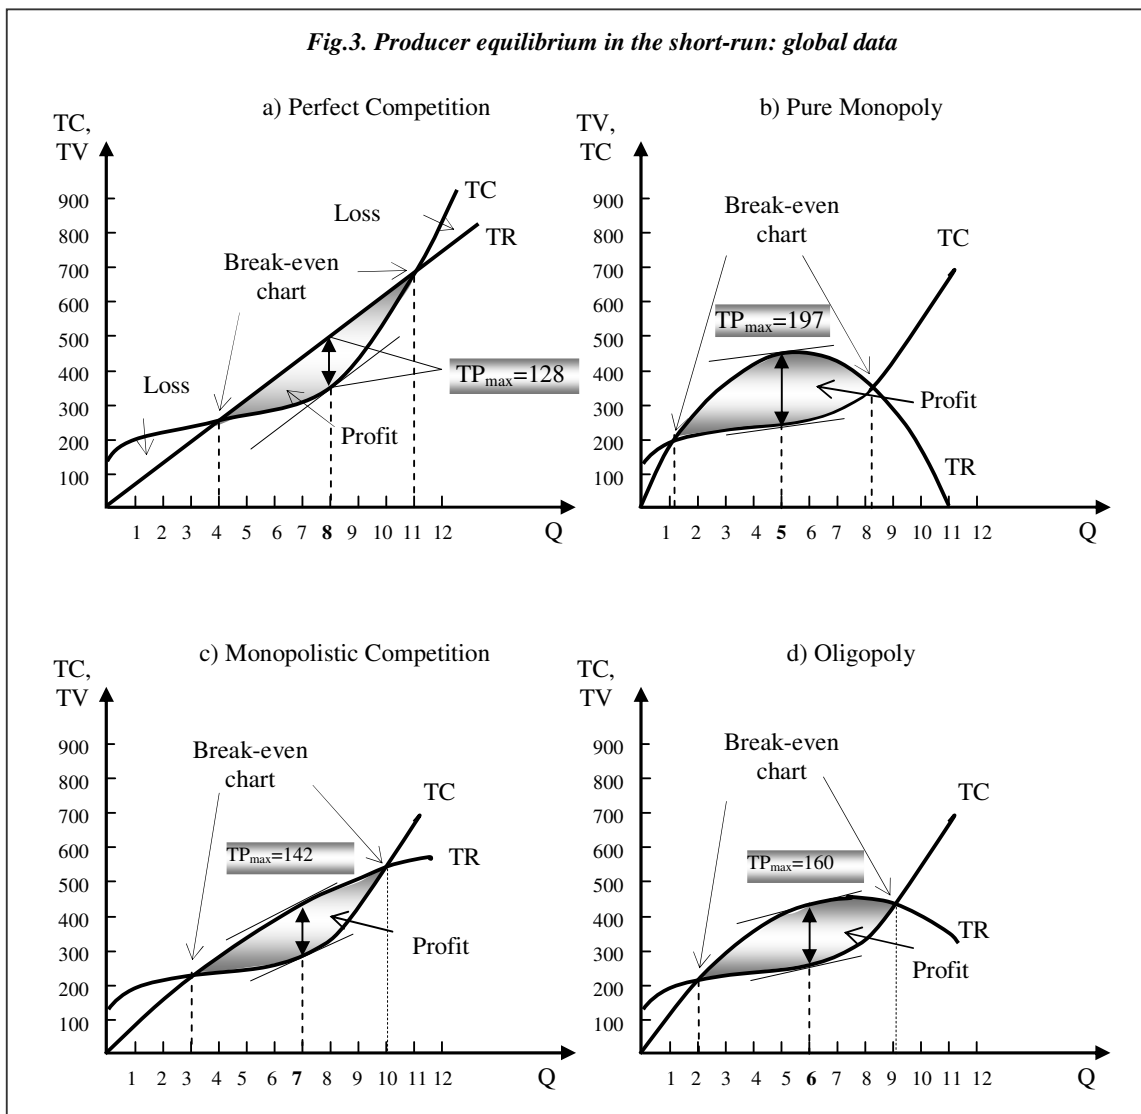 Fig.3. Producer equilibrium in the short-run: global data
a) Perfect Competition
TC,
TV
900
800
700
600
500
400
300
200
100
Loss
TC
TR
Break-even
chart
Loss
Profit
TPmax=128
1 2 3 4 5 6 7 8 9 10 11 12 Q
b) Pure Monopoly
TV,
TC
900
800
700
600
500
400
300
200
100
Break-even
chart
TC
TPmax=197
Profit
TR
1 2 3 4 5 6 7 8 9 10 11 12 Q
c) Monopolistic Competition
TC,
TV
900
800
700
600
500
400
300
200
100
Break-even
chart
TC
TPmax=142
TR
Profit
1 2 3 4 5 6 7 8 9 10 11 12 Q
d) Oligopoly
TC,
TV
900
800
700
600
500
400
300
200
100
Break-even
chart
TC
TPmax=160
TR
Profit
1 2 3 4 5 6 7 8 9 10 11 12 Q